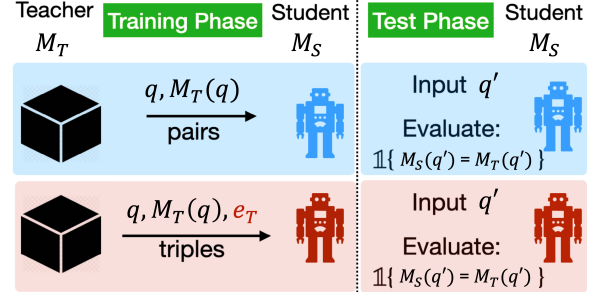 Teacher Training Phase Student Test Phase Student
M_T M_S M_S
q, M_T(q) Input q′
pairs Evaluate:
𝟙{ M_S(q′) = M_T(q′) }
q, M_T(q), e_T Input q′
triples Evaluate:
𝟙{ M_S(q′) = M_T(q′) }